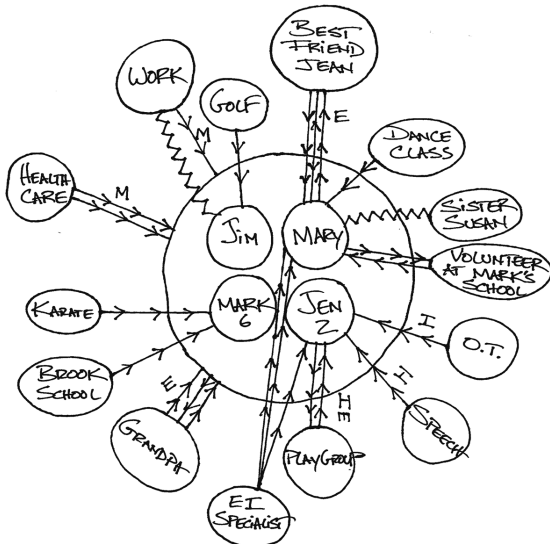 BEST
FRIEND
JEAN
WORK
GOLF
M
E
DANCE
CLASS
HEALTH
CARE
M
SISTER
SUSAN
JIM
MARY
VOLUNTEER
AT MARK'S
SCHOOL
KARATE
MARK
6
JEN
2
I
O.T.
BROOK
SCHOOL
E
I
SPEECH
GRANDPA
H
E
PLAYGROUP
EI
SPECIALIST